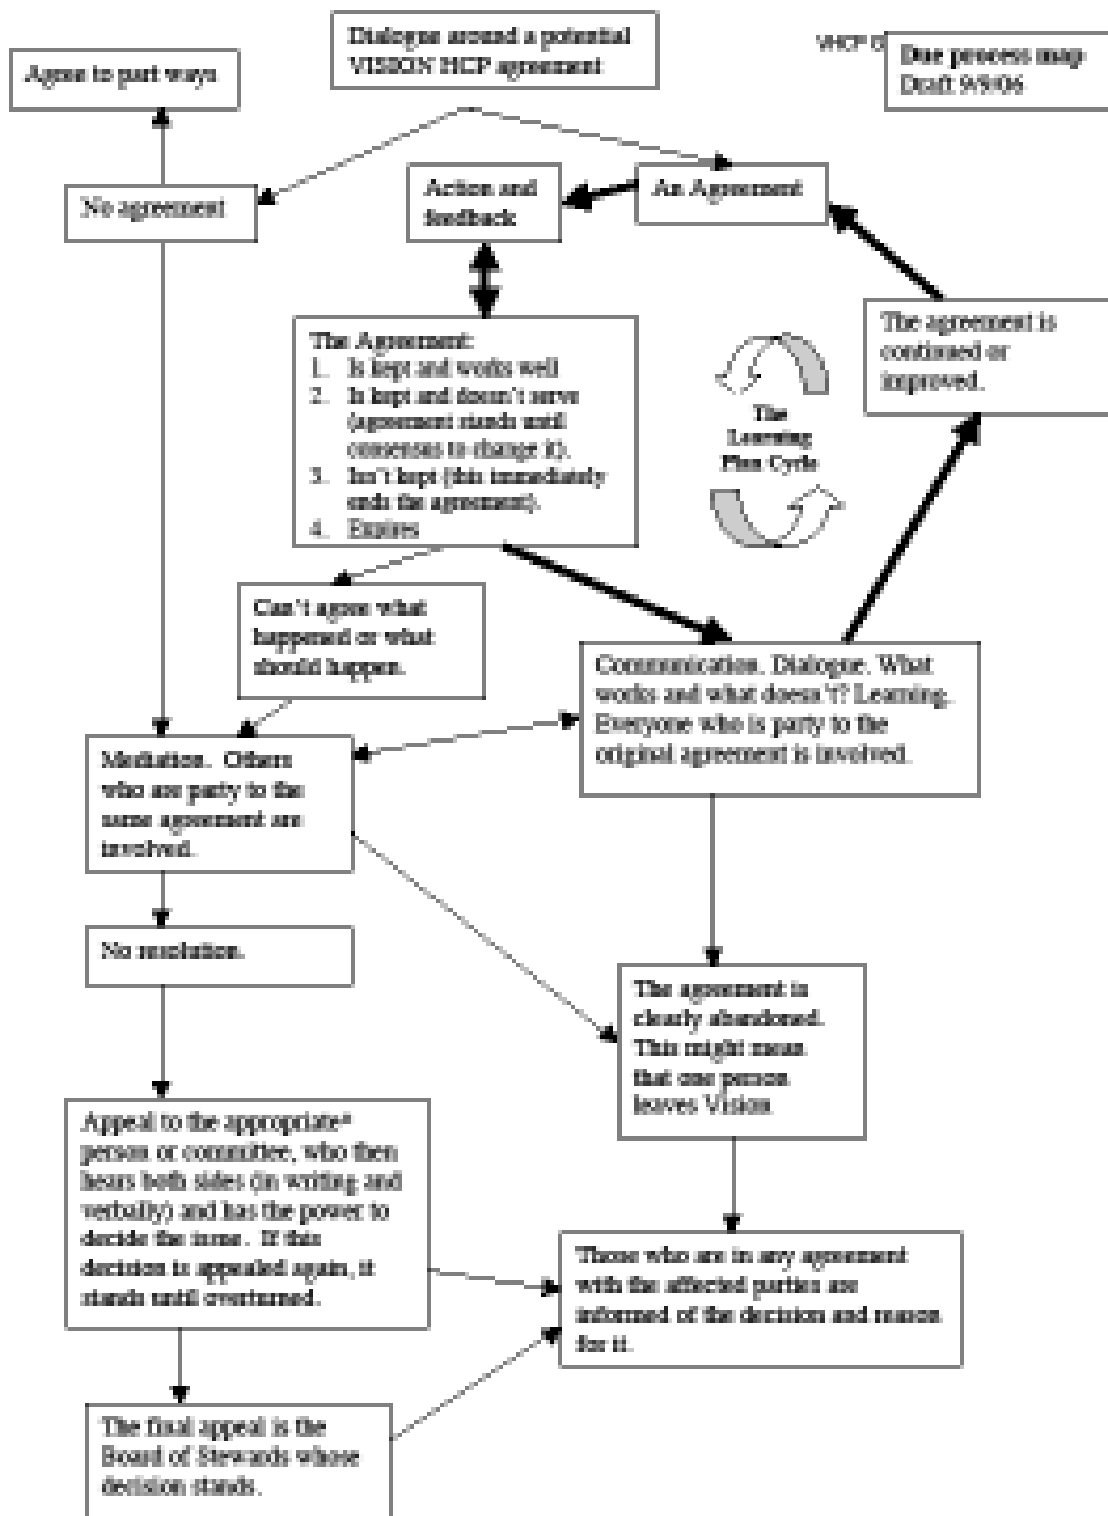 Dialogue around a potential
VISION HCP agreement
VHCP
Due process map
Draft 9/9/06
Agree to part ways
No agreement
Action and
feedback
An Agreement
The Agreement:
1. Is kept and works well
2. Is kept and doesn't serve
(agreement stands until
consensus to change it).
3. Isn't kept (this immediately
ends the agreement).
4. Expires
The
Learning
Plan Cycle
The agreement is
continued or
improved.
Can't agree what
happened or what
should happen.
Communication. Dialogue. What
works and what doesn't? Learning.
Everyone who is party to the
original agreement is involved.
Mediation. Others
who are party to the
same agreement are
involved.
No resolution.
The agreement is
clearly abandoned.
This might mean
that one person
leaves Vision
Appeal to the appropriate*
person or committee, who then
hears both sides (in writing and
verbally) and has the power to
decide the issue. If this
decision is appealed again, it
stands until overturned.
Those who are in any agreement
with the affected parties are
informed of the decision and reason
for it.
The final appeal is the
Board of Stewards whose
decision stands.